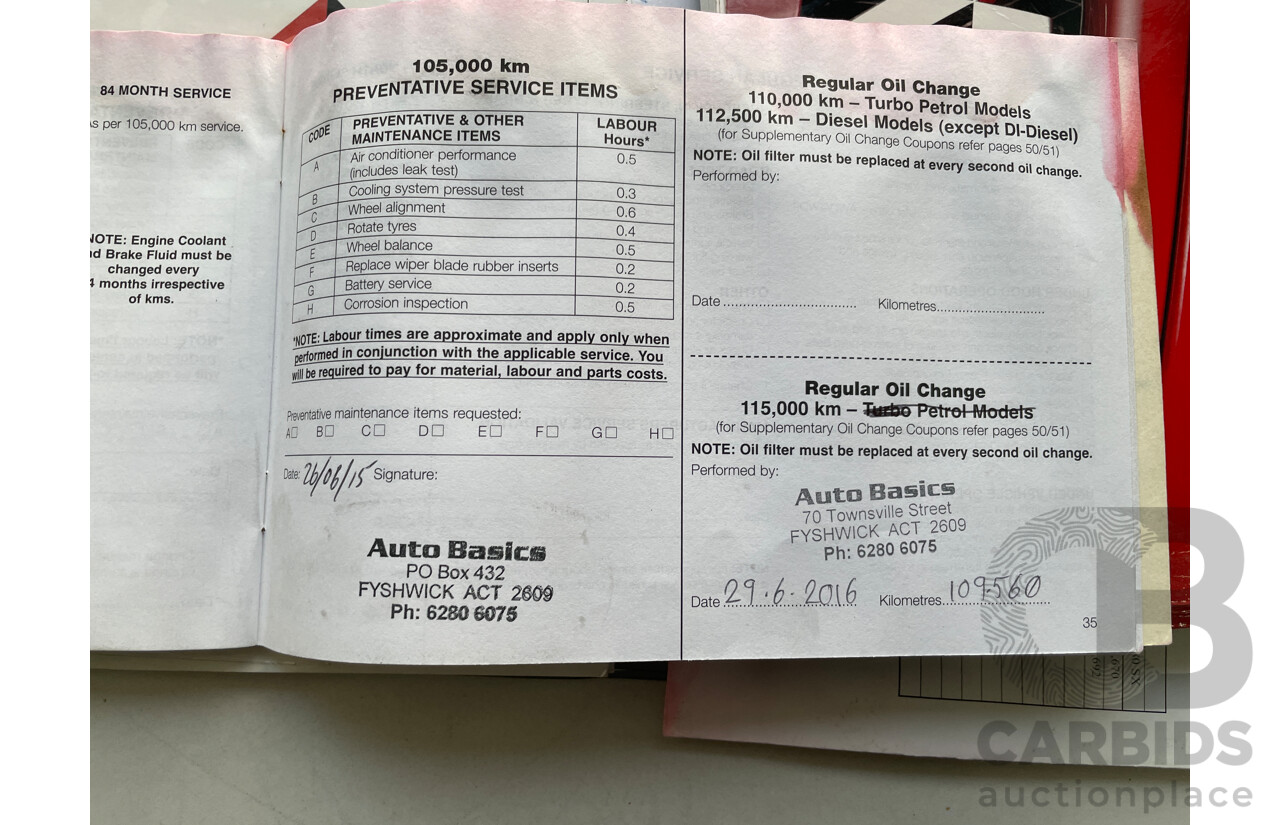 84 MONTH SERVICE
As per 105,000 km service.
NOTE: Engine Coolant
nd Brake Fluid must be
changed every
4 months irrespective
of kms.
105,000 km
PREVENTATIVE SERVICE ITEMS
CODE PREVENTATIVE & OTHER MAINTENANCE ITEMS LABOUR Hours*
A Air conditioner performance (includes leak test) 0.5
B Cooling system pressure test 0.3
C Wheel alignment 0.6
D Rotate tyres 0.4
E Wheel balance 0.5
F Replace wiper blade rubber inserts 0.2
G Battery service 0.2
H Corrosion inspection 0.5
*NOTE: Labour times are approximate and apply only when
performed in conjunction with the applicable service. You
will be required to pay for material, labour and parts costs.
Preventative maintenance items requested:
A□ B□ C□ D□ E□ F□ G□ H□
Date: 26/06/15 Signature:
Auto Basics
PO Box 432
FYSHWICK ACT 2609
Ph: 6280 6075
Regular Oil Change
110,000 km – Turbo Petrol Models
112,500 km – Diesel Models (except DI-Diesel)
(for Supplementary Oil Change Coupons refer pages 50/51)
NOTE: Oil filter must be replaced at every second oil change.
Performed by:
Date .................................. Kilometres............................
Regular Oil Change
115,000 km – Turbo Petrol Models
(for Supplementary Oil Change Coupons refer pages 50/51)
NOTE: Oil filter must be replaced at every second oil change.
Performed by:
Auto Basics
70 Townsville Street
FYSHWICK ACT 2609
Ph: 6280 6075
Date 29.6.2016 Kilometres 109560
35
CARBIDS
auctionplace